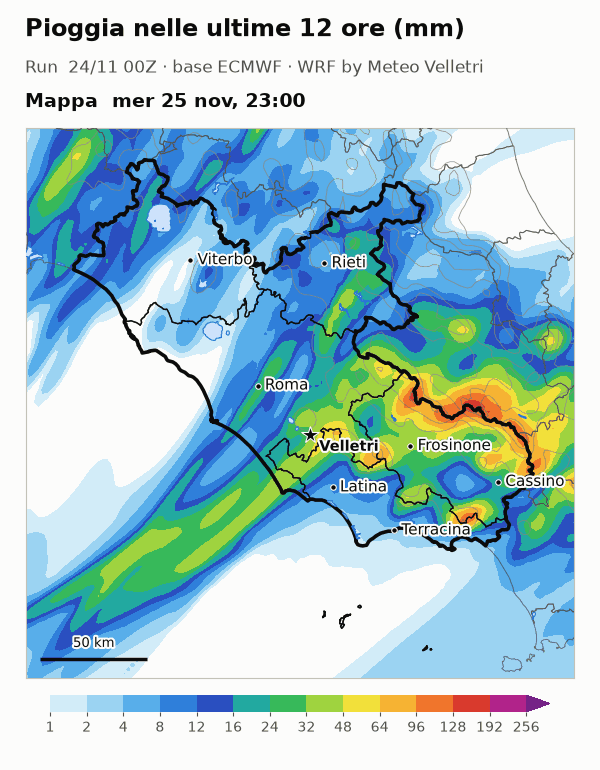 Pioggia nelle ultime 12 ore (mm)
Run  24/11 00Z · base ECMWF · WRF by Meteo Velletri
Mappa  mer 25 nov, 23:00
Viterbo
Rieti
Roma
Velletri
Frosinone
Latina
Cassino
Terracina
50 km
1 2 4 8 12 16 24 32 48 64 96 128 192 256